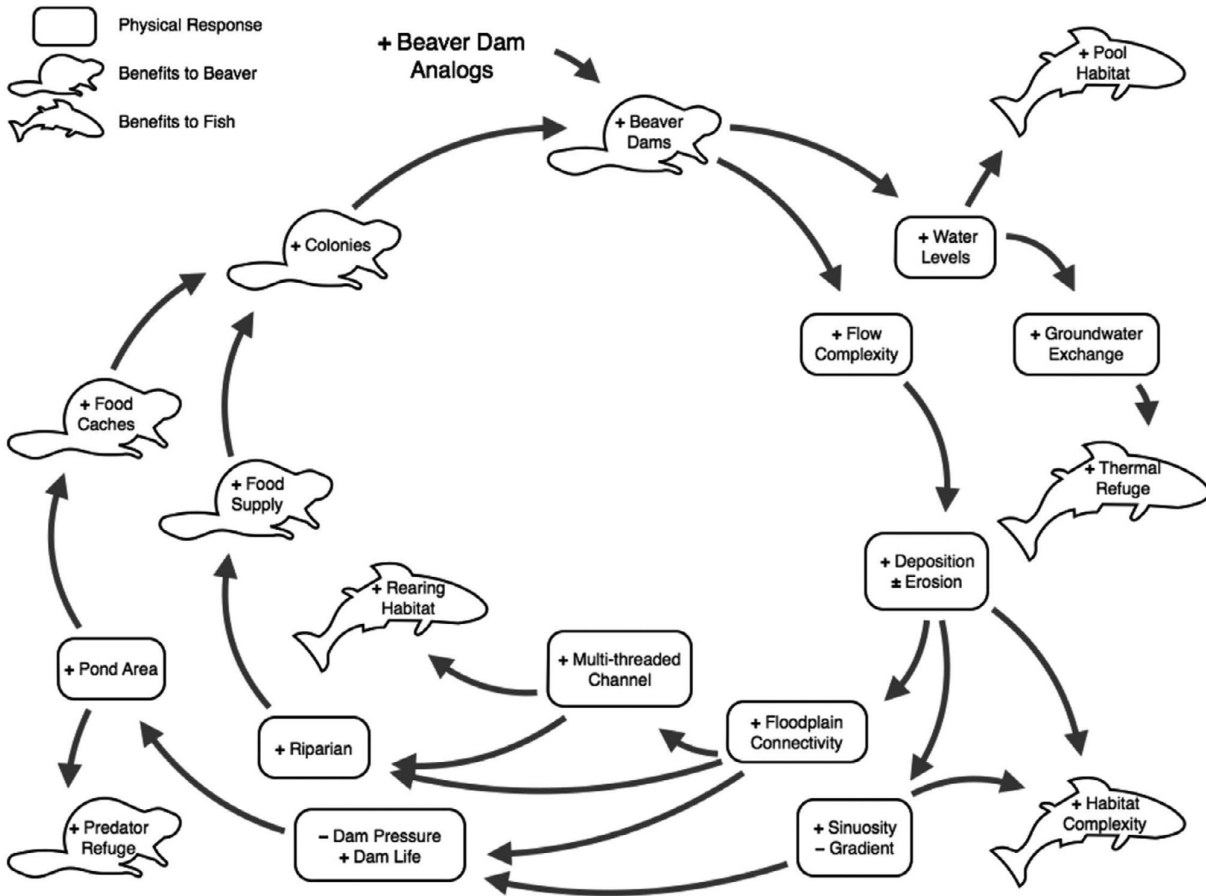 Physical Response
Benefits to Beaver
Benefits to Fish
+ Beaver Dam
Analogs
+ Beaver
Dams
+ Pool
Habitat
+ Colonies
+ Water
Levels
+ Flow
Complexity
+ Groundwater
Exchange
+ Food
Caches
+ Food
Supply
+ Thermal
Refuge
+ Deposition
± Erosion
+ Rearing
Habitat
+ Pond Area
+ Multi-threaded
Channel
+ Riparian
+ Floodplain
Connectivity
+ Predator
Refuge
− Dam Pressure
+ Dam Life
+ Sinuosity
− Gradient
+ Habitat
Complexity